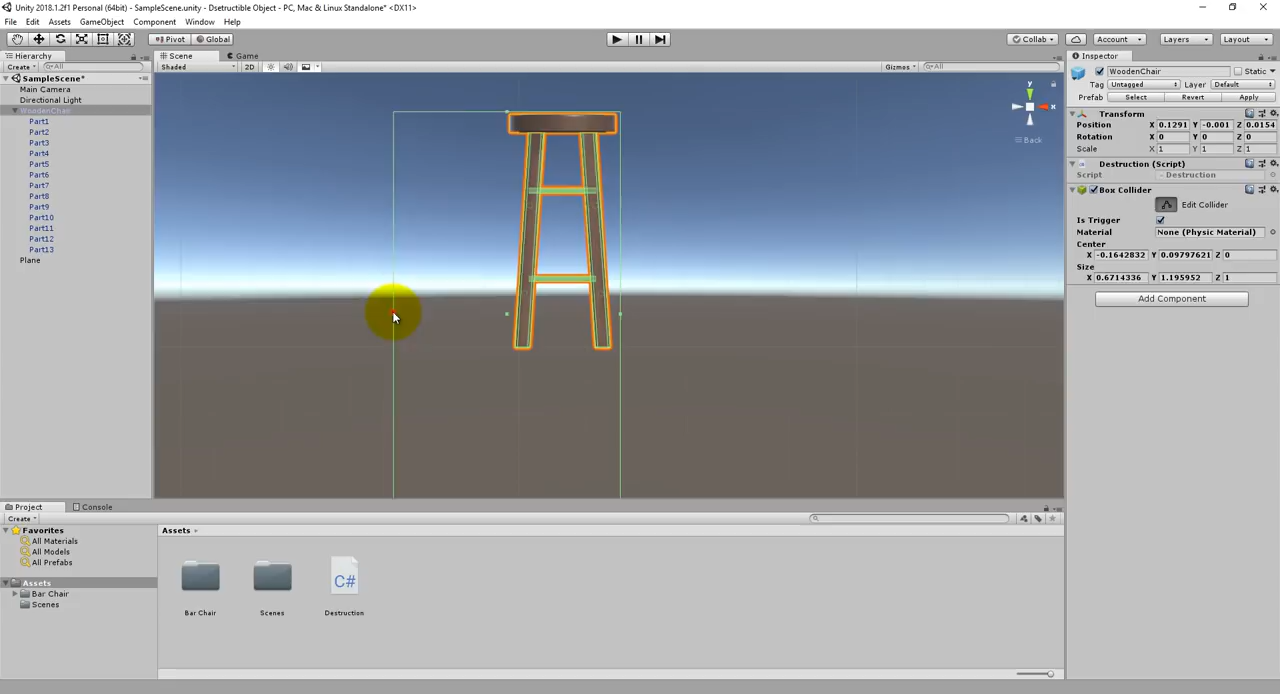 Unity 2018.1.2f1 Personal (64bit) - SampleScene.unity - Dsetructible Object - PC, Mac & Linux Standalone* <DX11>
File Edit Assets GameObject Component Window Help
Pivot Global Collab Account Layers Layout
Hierarchy Scene Game Inspector
Create All Shaded 2D Gizmos All WoodenChair Static
SampleScene* Tag Untagged Layer Default
Main Camera Prefab Select Revert Apply
Directional Light
WoodenChair Transform
Part1 Position X 0.1291 Y -0.001 Z 0.0154
Part2 Rotation X 0 Y 0 Z 0
Part3 Scale X 1 Y 1 Z 1
Part4 Destruction (Script)
Part5 Script Destruction
Part6 Box Collider
Part7 Edit Collider
Part8 Is Trigger
Part9 Material None (Physic Material)
Part10 Center
Part11 X -0.1642832 Y 0.09797621 Z 0
Part12 Size
Part13 X 0.6714336 Y 1.195952 Z 1
Plane Add Component
y
x
Back
Project Console
Create
Favorites Assets
All Materials
All Models
All Prefabs
Assets
Bar Chair
Scenes
C#
Bar Chair Scenes Destruction